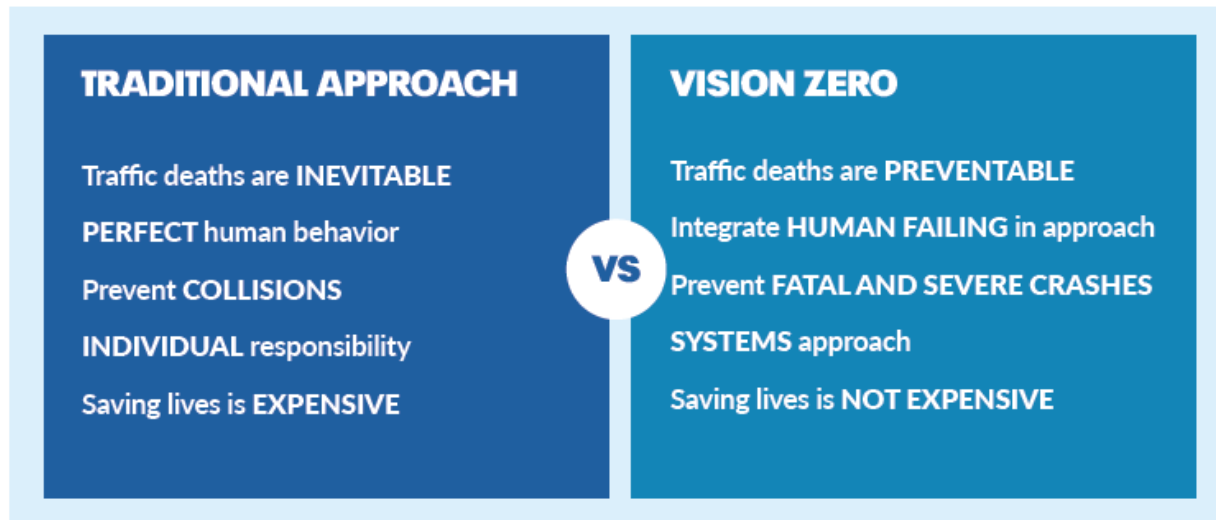 TRADITIONAL APPROACH
Traffic deaths are INEVITABLE
PERFECT human behavior
Prevent COLLISIONS
INDIVIDUAL responsibility
Saving lives is EXPENSIVE
VS
VISION ZERO
Traffic deaths are PREVENTABLE
Integrate HUMAN FAILING in approach
Prevent FATAL AND SEVERE CRASHES
SYSTEMS approach
Saving lives is NOT EXPENSIVE